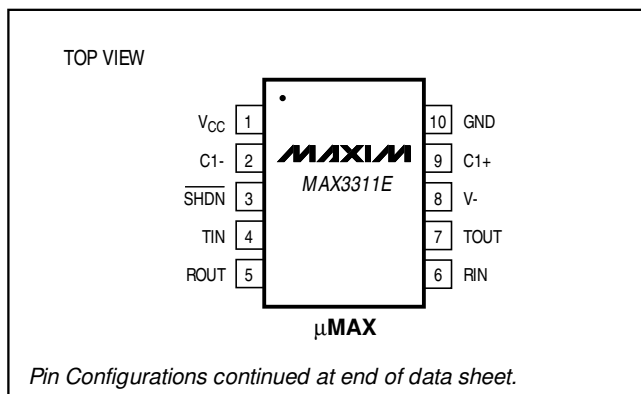 TOP VIEW
VCC 1 10 GND
C1- 2 MAXIM 9 C1+
SHDN 3 MAX3311E 8 V-
TIN 4 7 TOUT
ROUT 5 6 RIN
µMAX
Pin Configurations continued at end of data sheet.